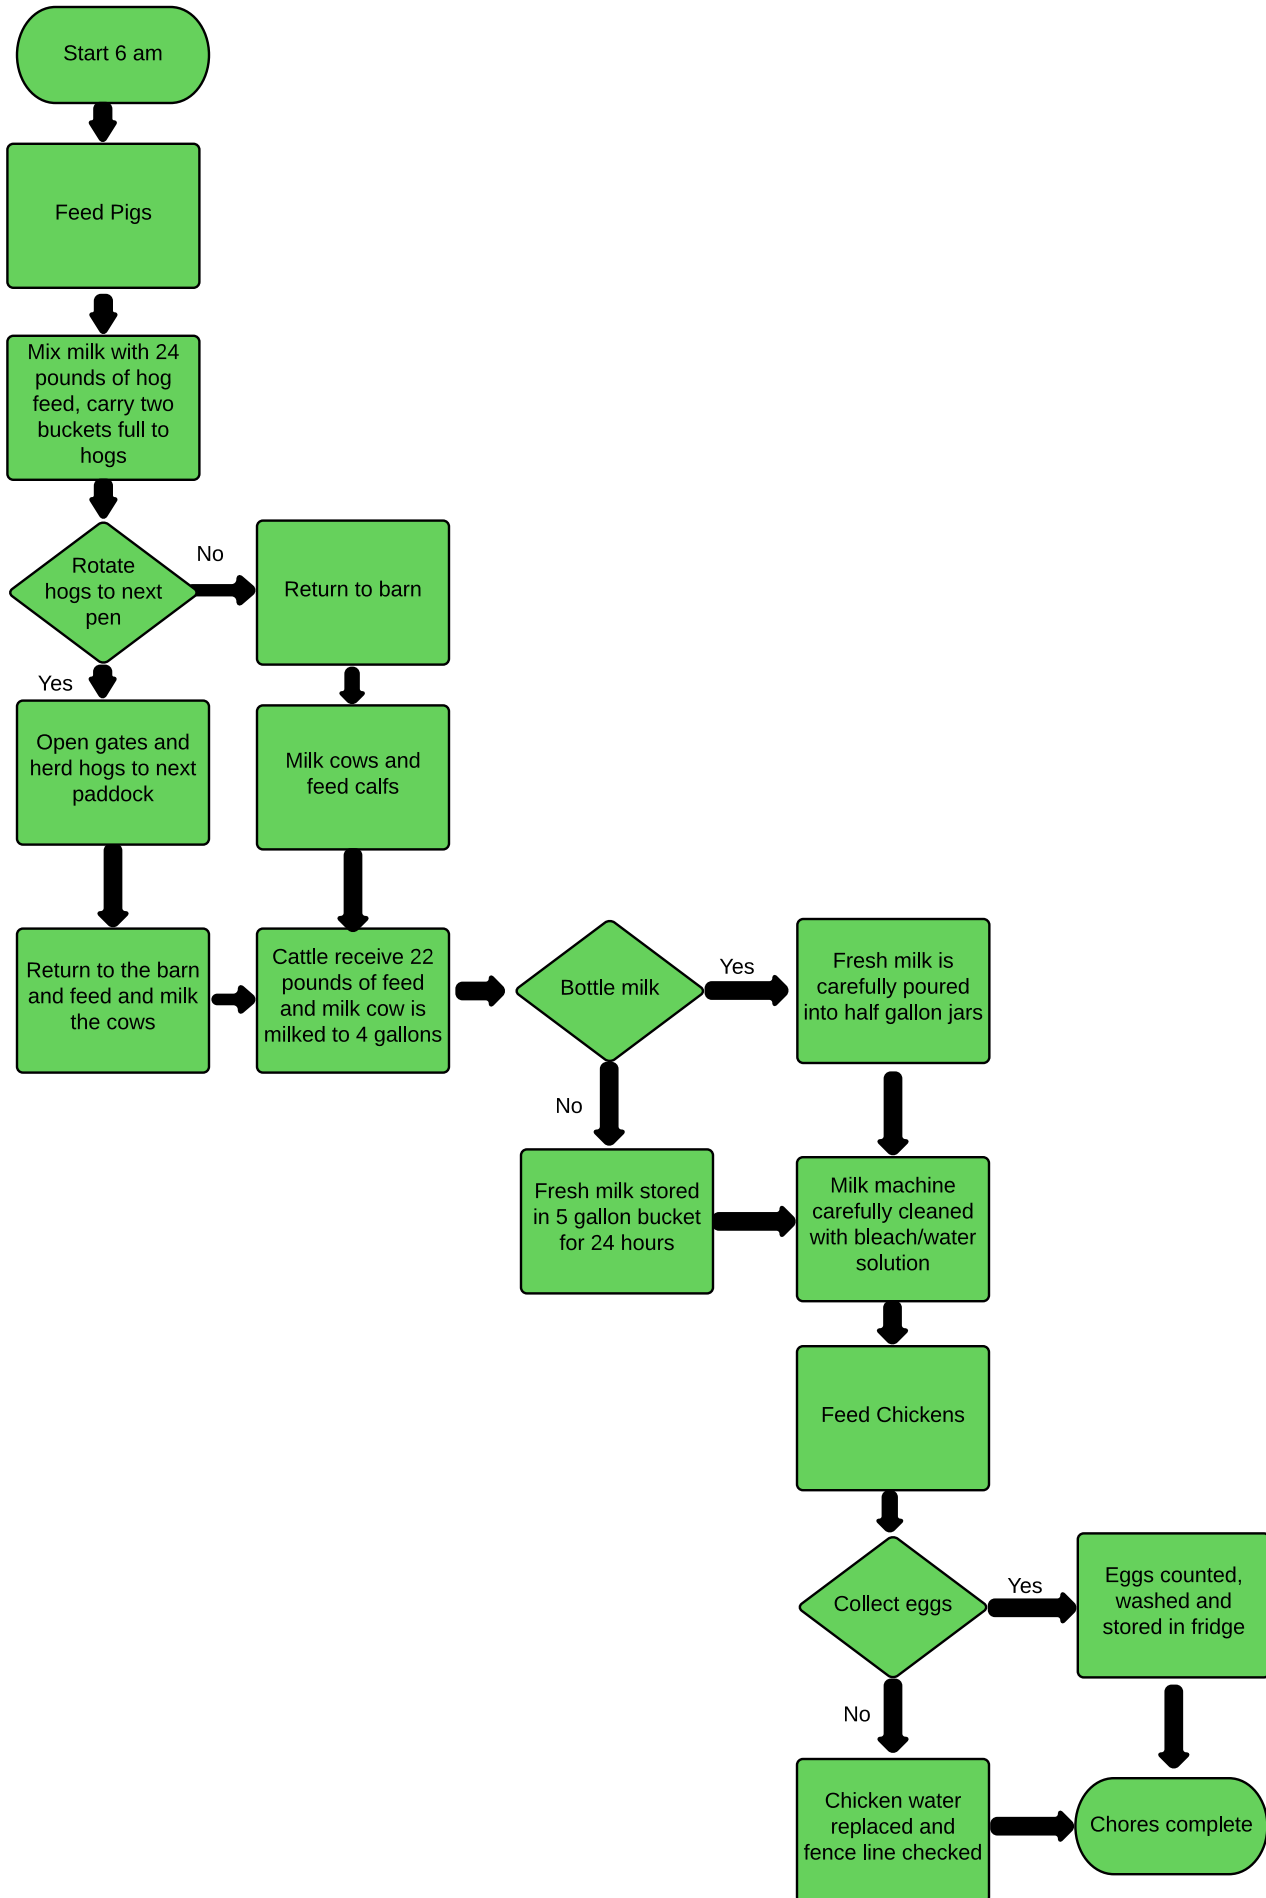 Start 6 am
Feed Pigs
Mix milk with 24
pounds of hog
feed, carry two
buckets full to
hogs
Rotate
hogs to next
pen
No
Return to barn
Yes
Open gates and
herd hogs to next
paddock
Milk cows and
feed calfs
Return to the barn
and feed and milk
the cows
Cattle receive 22
pounds of feed
and milk cow is
milked to 4 gallons
Bottle milk
Yes
Fresh milk is
carefully poured
into half gallon jars
No
Fresh milk stored
in 5 gallon bucket
for 24 hours
Milk machine
carefully cleaned
with bleach/water
solution
Feed Chickens
Collect eggs
Yes
Eggs counted,
washed and
stored in fridge
No
Chicken water
replaced and
fence line checked
Chores complete